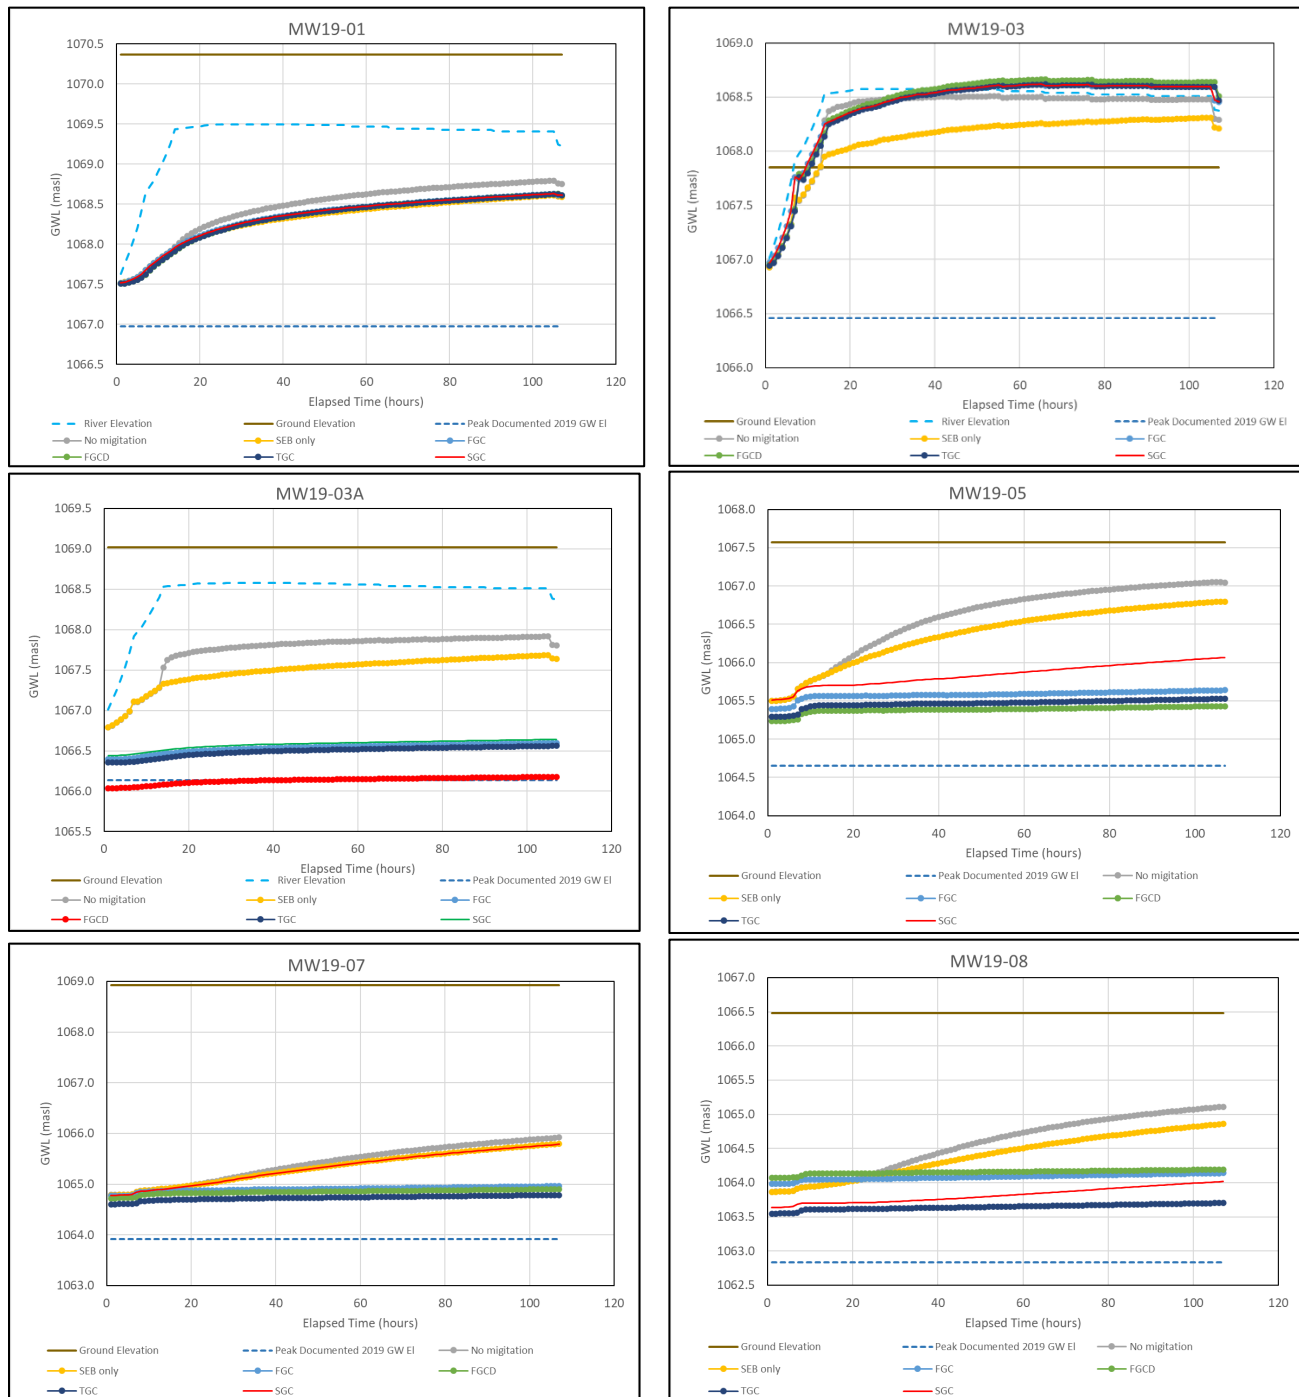 MW19-01
1070.5
1070.0
1069.5
1069.0
1068.5
1068.0
1067.5
1067.0
1066.5
GWL (masl)
0 20 40 60 80 100 120
Elapsed Time (hours)
River Elevation Ground Elevation Peak Documented 2019 GW El
No migitation SEB only FGC
FGCD TGC SGC
MW19-03
1069.0
1068.5
1068.0
1067.5
1067.0
1066.5
1066.0
GWL (masl)
0 20 40 60 80 100 120
Elapsed Time (hours)
Ground Elevation River Elevation Peak Documented 2019 GW El
No migitation SEB only FGC
FGCD TGC SGC
MW19-03A
1069.5
1069.0
1068.5
1068.0
1067.5
1067.0
1066.5
1066.0
1065.5
GWL (masl)
0 20 40 60 80 100 120
Elapsed Time (hours)
Ground Elevation River Elevation Peak Documented 2019 GW El
No migitation SEB only FGC
FGCD TGC SGC
MW19-05
1068.0
1067.5
1067.0
1066.5
1066.0
1065.5
1065.0
1064.5
1064.0
GWL (masl)
0 20 40 60 80 100 120
Elapsed Time (hours)
Ground Elevation Peak Documented 2019 GW El No migitation
SEB only FGC FGCD
TGC SGC
MW19-07
1069.0
1068.0
1067.0
1066.0
1065.0
1064.0
1063.0
GWL (masl)
0 20 40 60 80 100 120
Elapsed Time (hours)
Ground Elevation Peak Documented 2019 GW El No migitation
SEB only FGC FGCD
TGC SGC
MW19-08
1067.0
1066.5
1066.0
1065.5
1065.0
1064.5
1064.0
1063.5
1063.0
1062.5
GWL (masl)
0 20 40 60 80 100 120
Elapsed Time (hours)
Ground Elevation Peak Documented 2019 GW El No migitation
SEB only FGC FGCD
TGC SGC